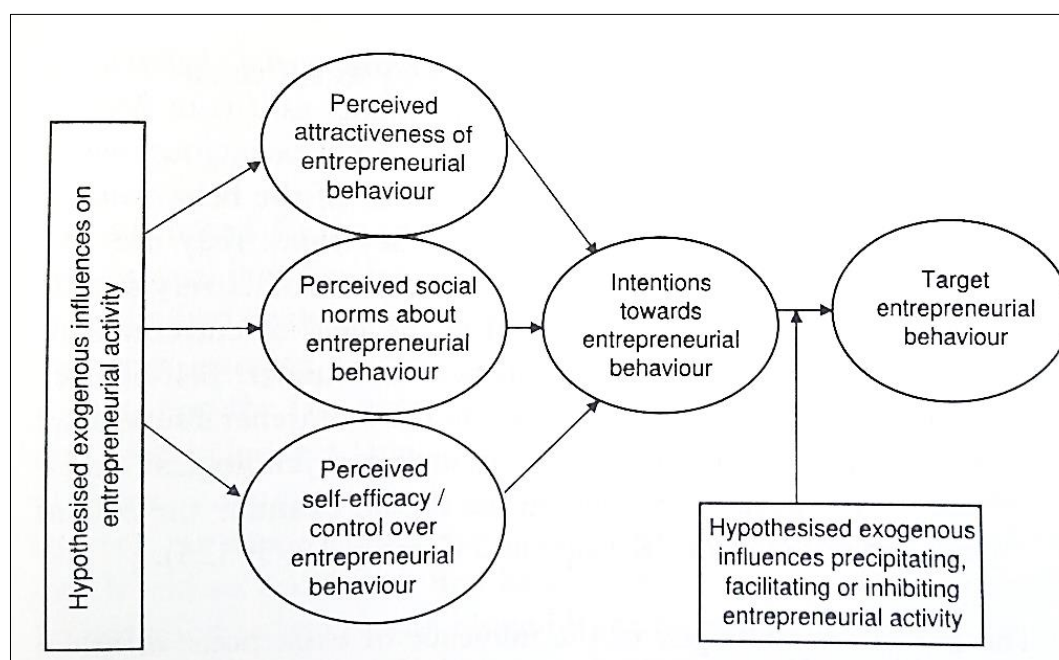 Hypothesised exogenous influences on
entrepreneurial activity
Perceived
attractiveness of
entrepreneurial
behaviour
Perceived social
norms about
entrepreneurial
behaviour
Perceived
self-efficacy /
control over
entrepreneurial
behaviour
Intentions
towards
entrepreneurial
behaviour
Target
entrepreneurial
behaviour
Hypothesised exogenous
influences precipitating,
facilitating or inhibiting
entrepreneurial activity